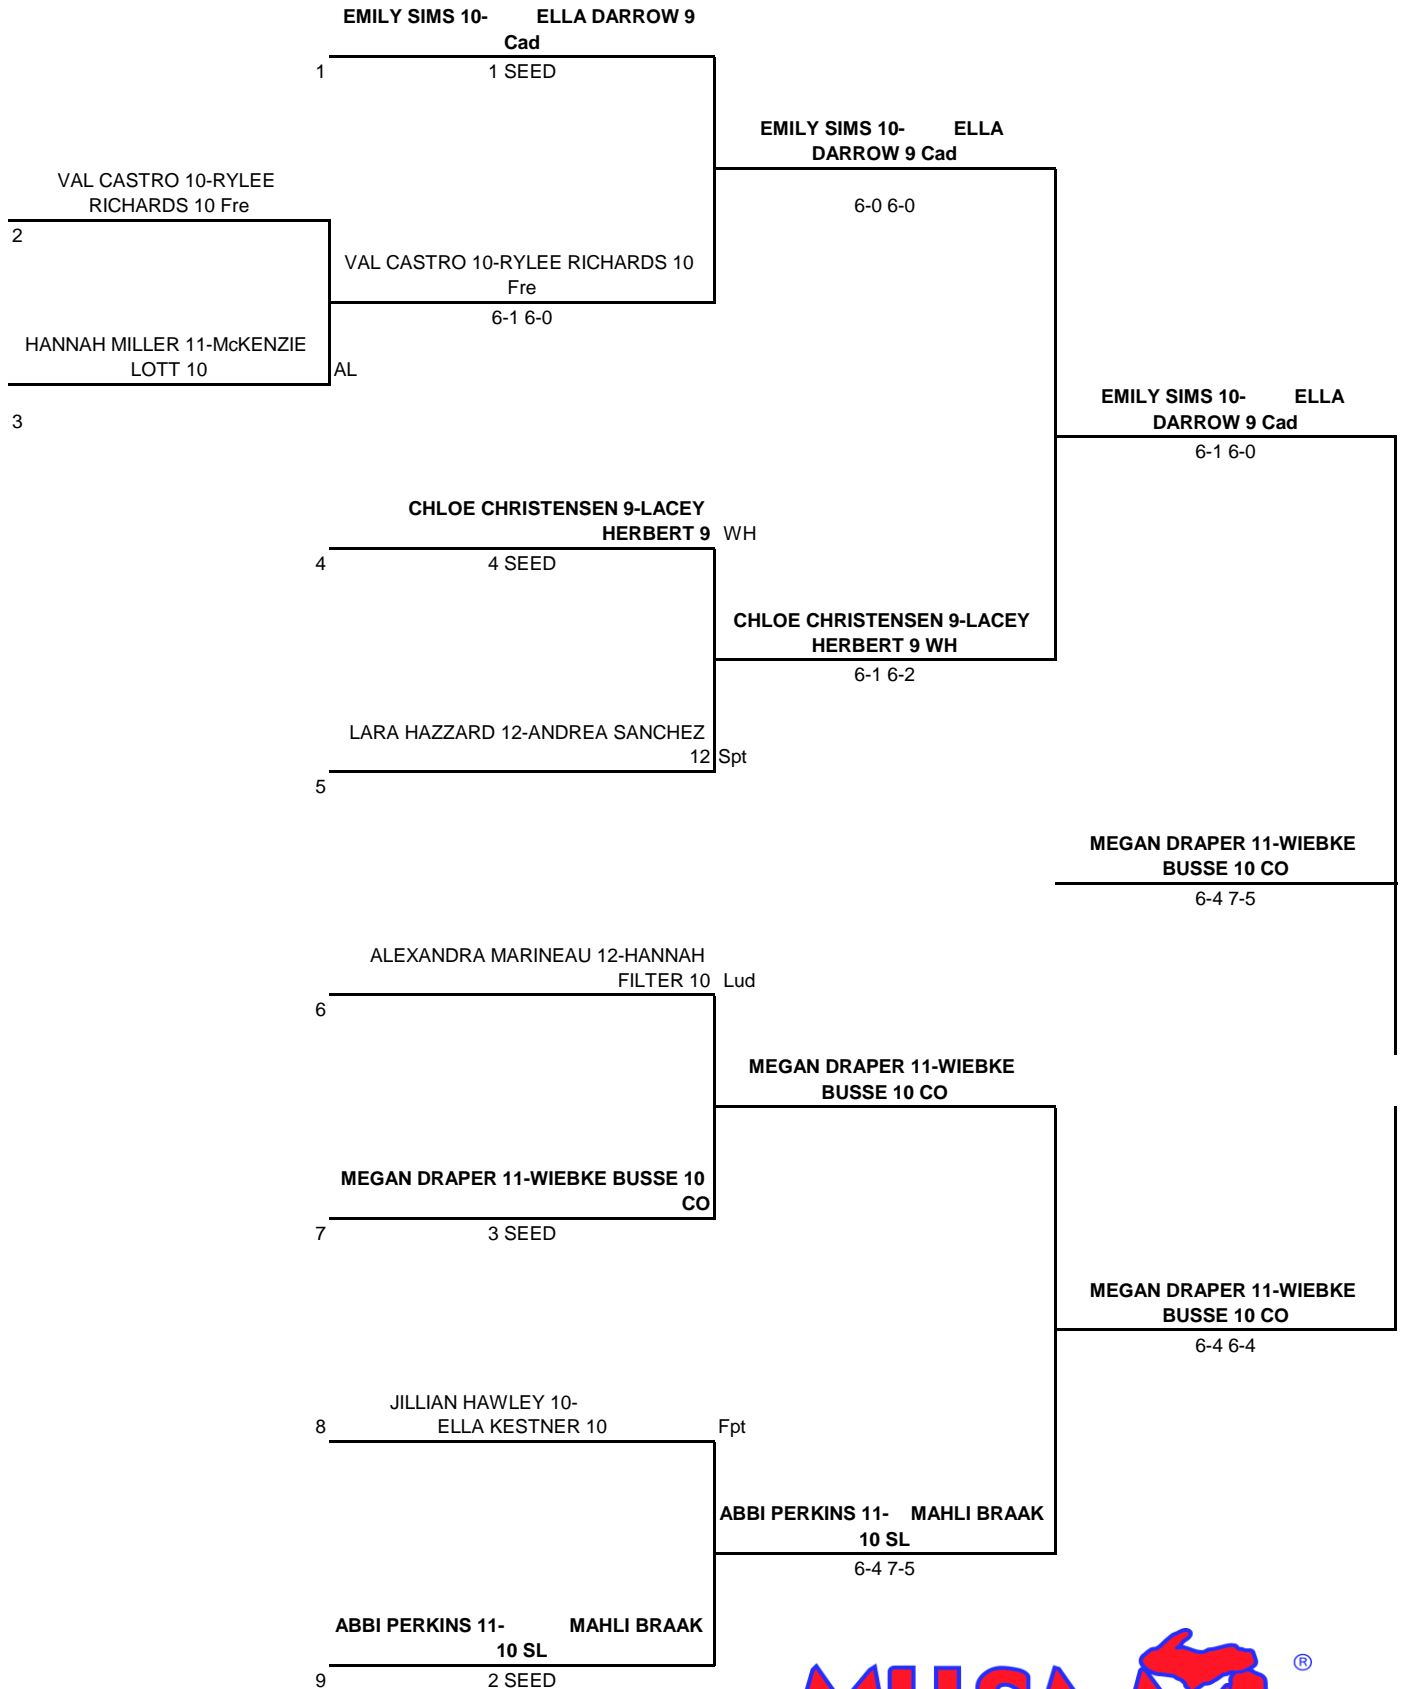 EMILY SIMS 10- ELLA DARROW 9
Cad
1 1 SEED
EMILY SIMS 10- ELLA
DARROW 9 Cad
6-0 6-0
VAL CASTRO 10-RYLEE
RICHARDS 10 Fre
2
VAL CASTRO 10-RYLEE RICHARDS 10
Fre
6-1 6-0
HANNAH MILLER 11-McKENZIE
LOTT 10 AL
3
EMILY SIMS 10- ELLA
DARROW 9 Cad
6-1 6-0
CHLOE CHRISTENSEN 9-LACEY
HERBERT 9 WH
4 4 SEED
CHLOE CHRISTENSEN 9-LACEY
HERBERT 9 WH
6-1 6-2
LARA HAZZARD 12-ANDREA SANCHEZ
12 Spt
5
MEGAN DRAPER 11-WIEBKE
BUSSE 10 CO
6-4 7-5
ALEXANDRA MARINEAU 12-HANNAH
FILTER 10 Lud
6
MEGAN DRAPER 11-WIEBKE
BUSSE 10 CO
MEGAN DRAPER 11-WIEBKE BUSSE 10
CO
7 3 SEED
MEGAN DRAPER 11-WIEBKE
BUSSE 10 CO
6-4 6-4
JILLIAN HAWLEY 10-
8 ELLA KESTNER 10 Fpt
ABBI PERKINS 11- MAHLI BRAAK
10 SL
6-4 7-5
ABBI PERKINS 11- MAHLI BRAAK
10 SL
9 2 SEED
MHSA
®